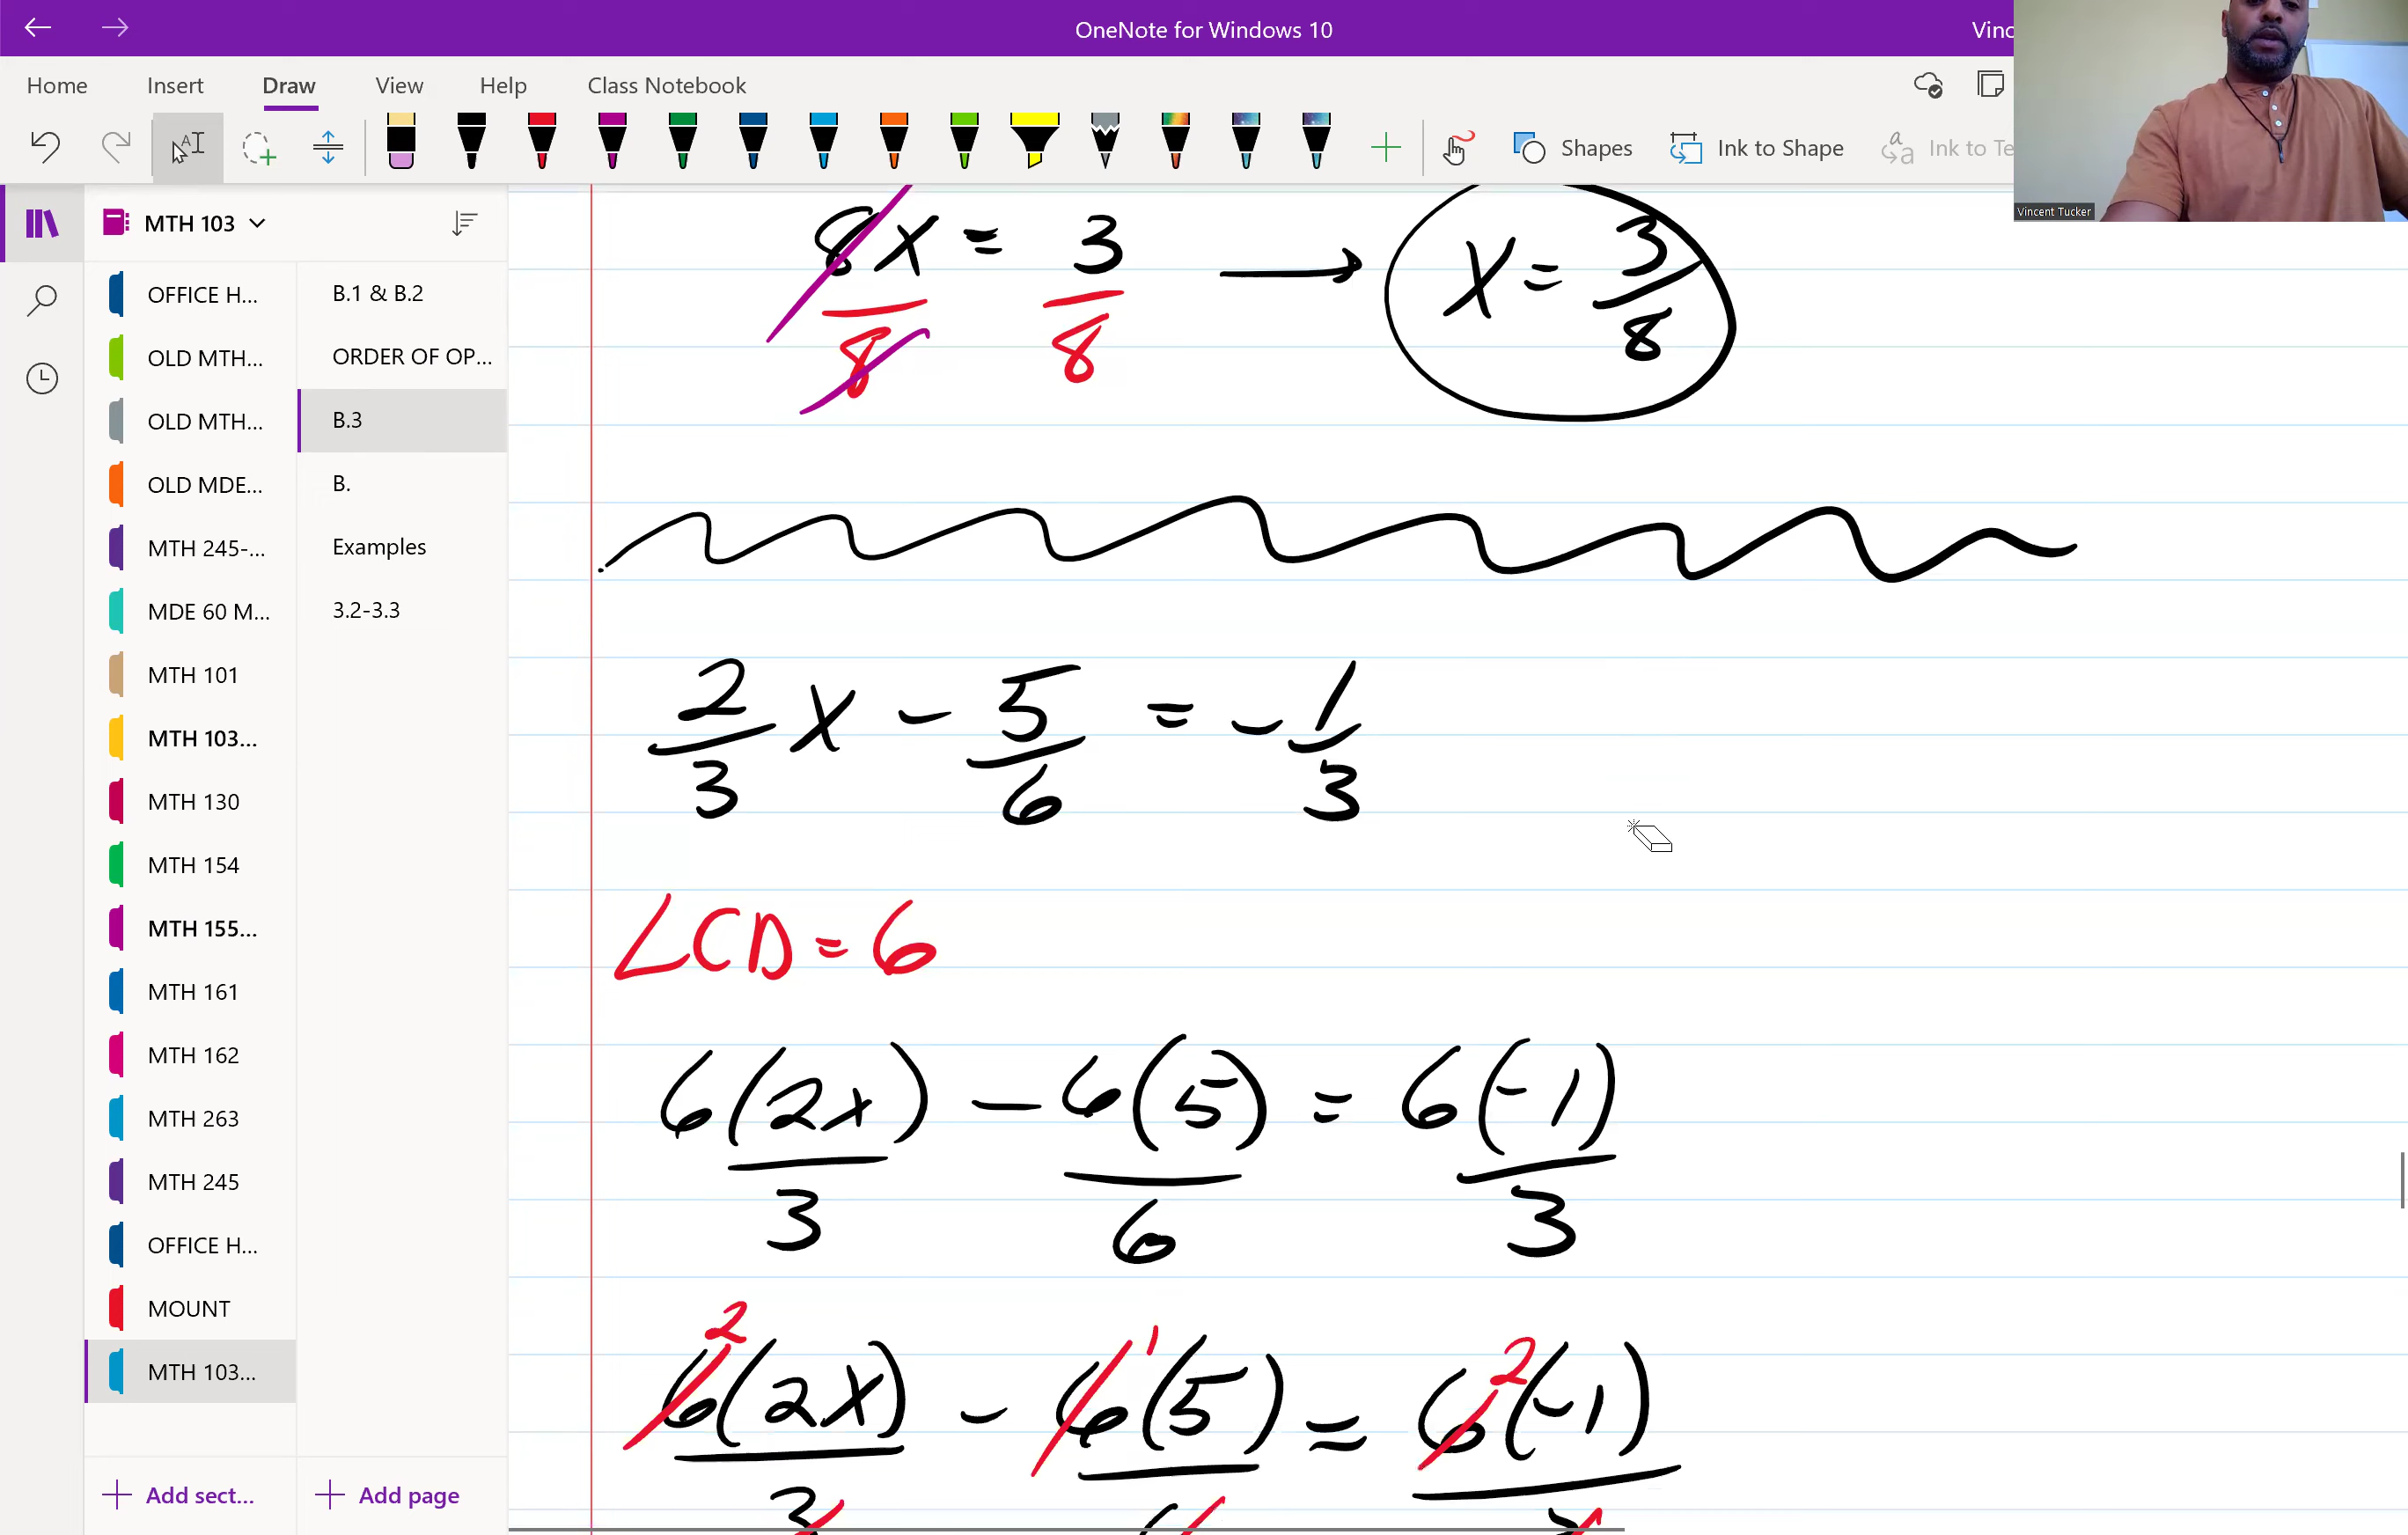 OneNote for Windows 10
Vinc
Home Insert Draw View Help Class Notebook
Shapes Ink to Shape Ink to Te
Vincent Tucker
MTH 103
OFFICE H...
OLD MTH...
OLD MTH...
OLD MDE...
MTH 245-...
MDE 60 M...
MTH 101
MTH 103...
MTH 130
MTH 154
MTH 155...
MTH 161
MTH 162
MTH 263
MTH 245
OFFICE H...
MOUNT
MTH 103...
Add sect...
B.1 & B.2
ORDER OF OP...
B.3
B.
Examples
3.2-3.3
Add page
8x/8 = 3/8 → x = 3/8
2/3 x - 5/6 = -1/3
LCD = 6
6(2x)/3 - 6(5)/6 = 6(-1)/3
2 1 2
6(2x)/3 - 6(5)/6 = 6(-1)/3